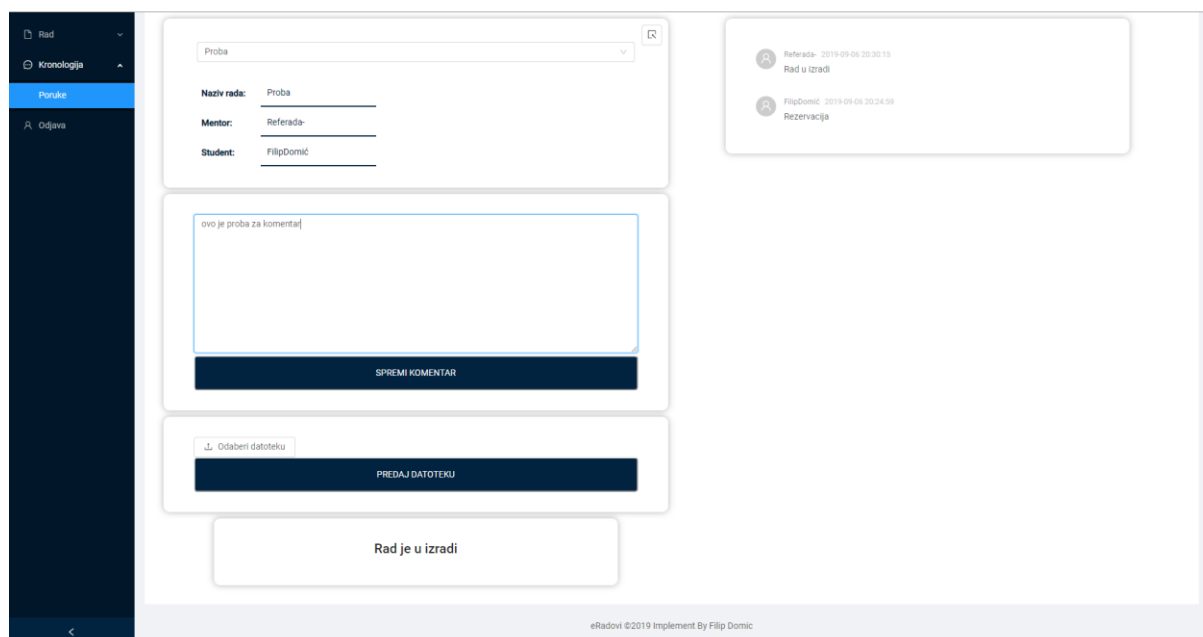 Rad
Kronologija
Poruke
Odjava
Proba
Naziv rada: Proba
Mentor: Referada-
Student: FilipDomić
ovo je proba za komentar
SPREMI KOMENTAR
Odaberi datoteku
PREDAJ DATOTEKU
Rad je u izradi
Referada- 2019-09-06 20:30:15
Rad u izradi
FilipDomić 2019-09-06 20:24:59
Rezervacija
eRadovi ©2019 Implement By Filip Domic